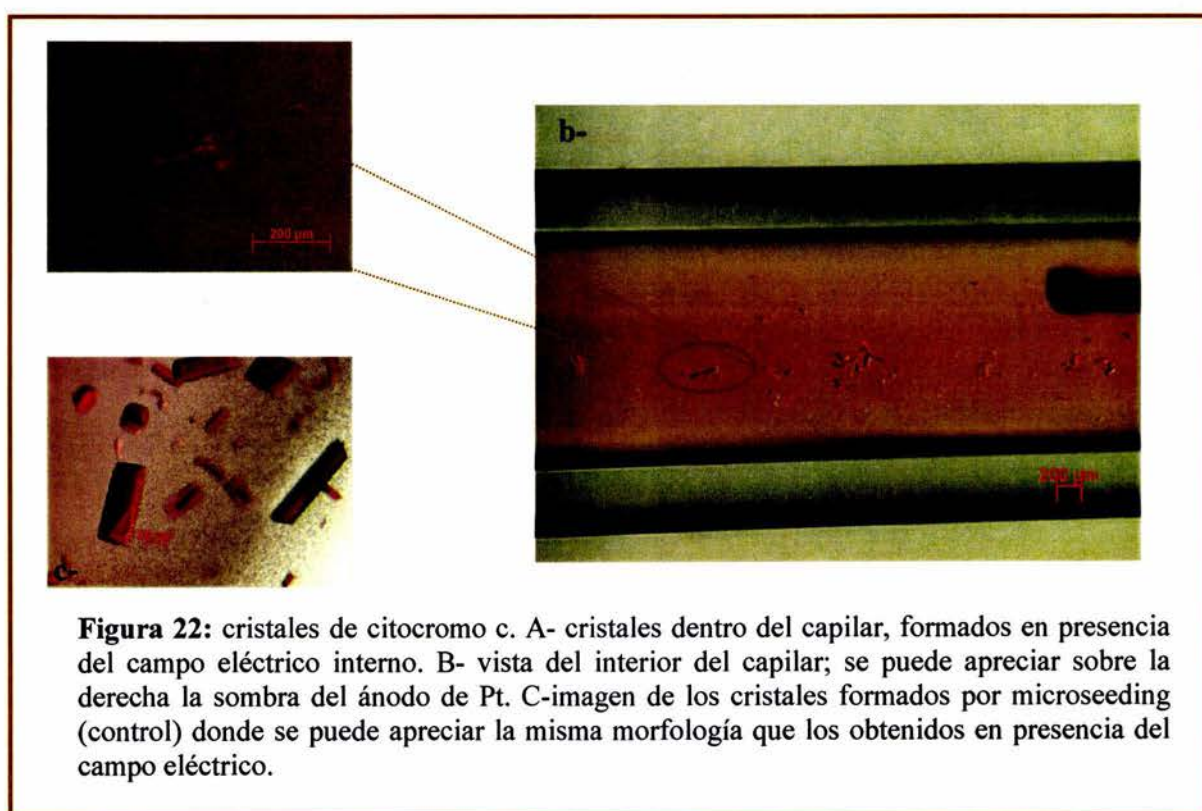 200 µm
b-
200 µm
c-
Figura 22: cristales de citocromo c. A- cristales dentro del capilar, formados en presencia
del campo eléctrico interno. B- vista del interior del capilar; se puede apreciar sobre la
derecha la sombra del ánodo de Pt. C-imagen de los cristales formados por microseeding
(control) donde se puede apreciar la misma morfología que los obtenidos en presencia del
campo eléctrico.